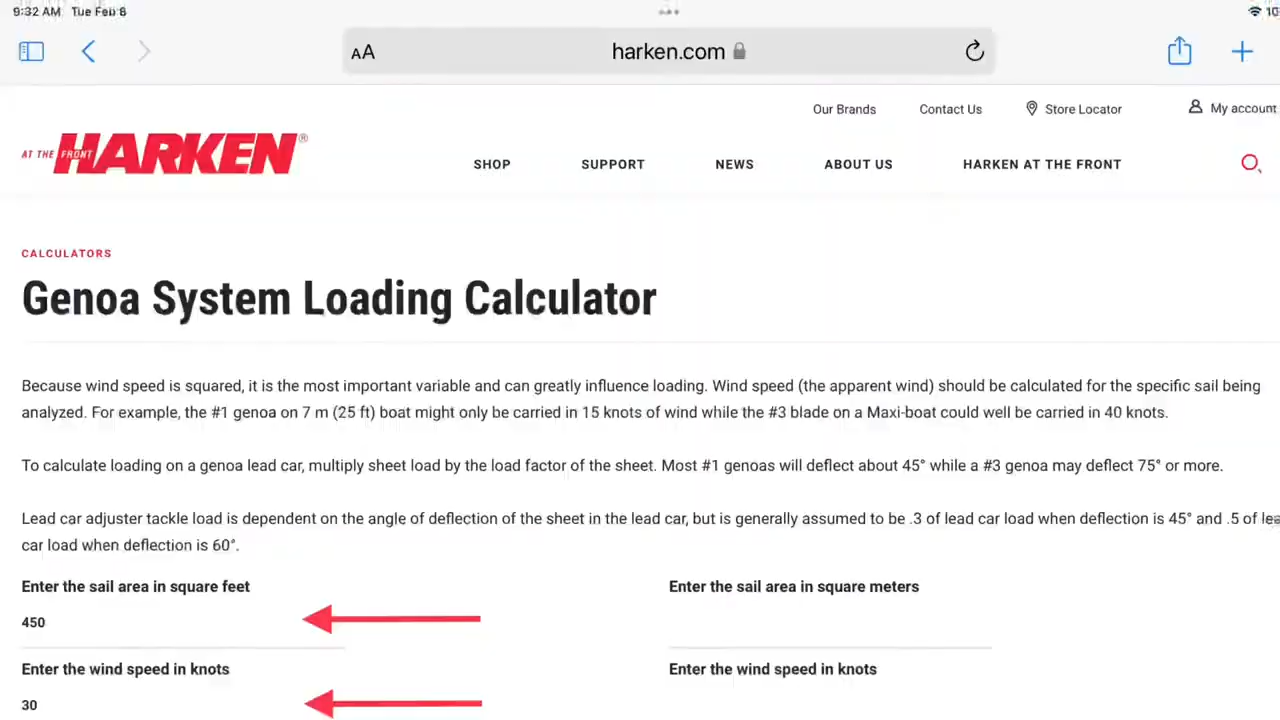 9:32 AM Tue Feb 8
10
AA
harken.com
Our Brands
Contact Us
Store Locator
My account
AT THE FRONT HARKEN®
SHOP
SUPPORT
NEWS
ABOUT US
HARKEN AT THE FRONT
CALCULATORS
Genoa System Loading Calculator
Because wind speed is squared, it is the most important variable and can greatly influence loading. Wind speed (the apparent wind) should be calculated for the specific sail being
analyzed. For example, the #1 genoa on 7 m (25 ft) boat might only be carried in 15 knots of wind while the #3 blade on a Maxi-boat could well be carried in 40 knots.
To calculate loading on a genoa lead car, multiply sheet load by the load factor of the sheet. Most #1 genoas will deflect about 45° while a #3 genoa may deflect 75° or more.
Lead car adjuster tackle load is dependent on the angle of deflection of the sheet in the lead car, but is generally assumed to be .3 of lead car load when deflection is 45° and .5 of
car load when deflection is 60°.
Enter the sail area in square feet
450
Enter the sail area in square meters
Enter the wind speed in knots
30
Enter the wind speed in knots